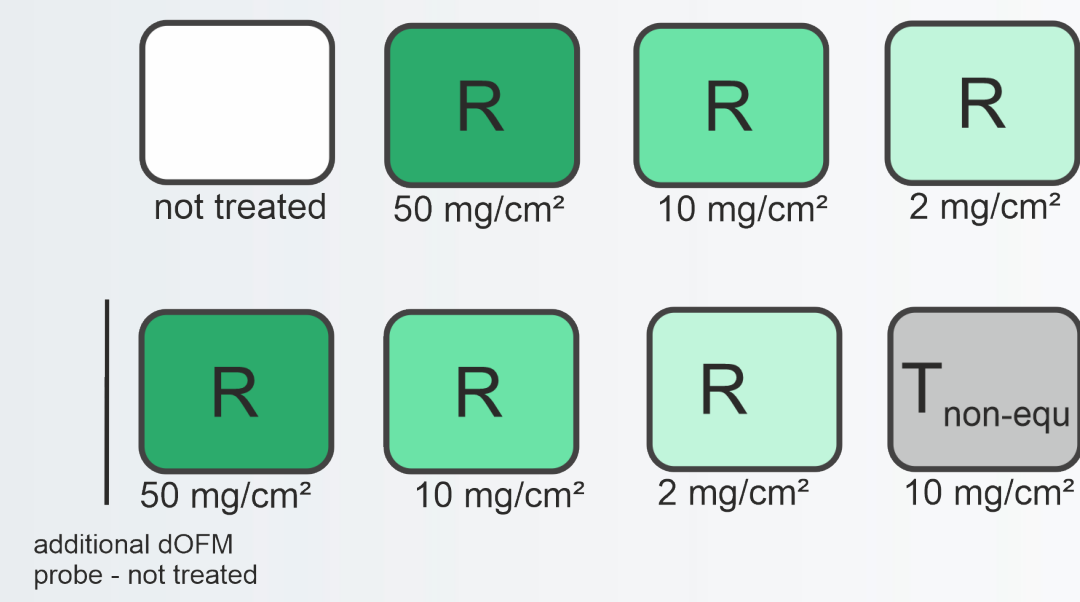 R R R
not treated 50 mg/cm² 10 mg/cm² 2 mg/cm²
R R R T non-equ
50 mg/cm² 10 mg/cm² 2 mg/cm² 10 mg/cm²
additional dOFM
probe - not treated